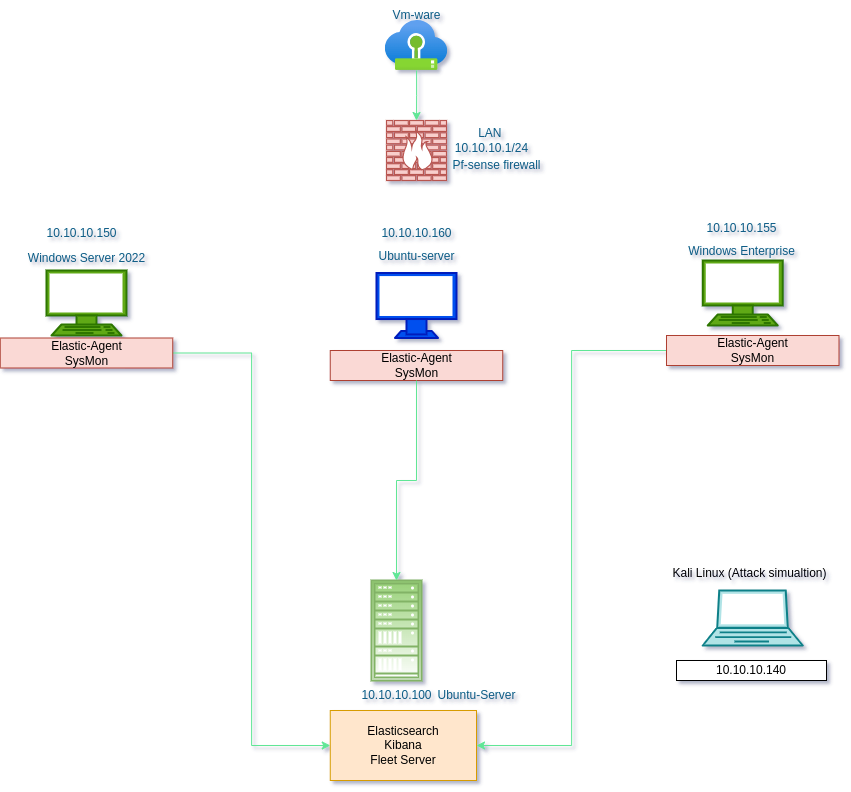 Vm-ware
LAN
10.10.10.1/24
Pf-sense firewall
10.10.10.150
Windows Server 2022
Elastic-Agent
SysMon
10.10.10.160
Ubuntu-server
Elastic-Agent
SysMon
10.10.10.155
Windows Enterprise
Elastic-Agent
SysMon
Kali Linux (Attack simualtion)
10.10.10.140
10.10.10.100 Ubuntu-Server
Elasticsearch
Kibana
Fleet Server